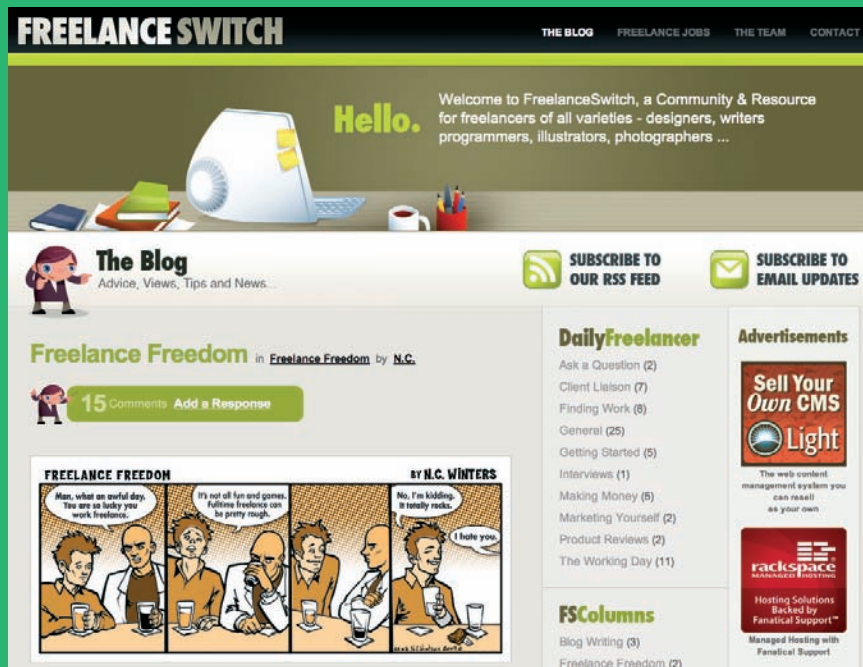 FREELANCE SWITCH
THE BLOG FREELANCE JOBS THE TEAM CONTACT
Hello.
Welcome to FreelanceSwitch, a Community & Resource
for freelancers of all varieties - designers, writers
programmers, illustrators, photographers ...
The Blog
Advice, Views, Tips and News...
SUBSCRIBE TO
OUR RSS FEED
SUBSCRIBE TO
EMAIL UPDATES
Freelance Freedom in Freelance Freedom by N.C.
15 Comments Add a Response
FREELANCE FREEDOM
BY N.C. WINTERS
Man, what an awful day.
You are so lucky you
work freelance.
It's not all fun and games.
Fulltime freelance can
be pretty rough.
No, I'm kidding.
It totally rocks.
I hate you.
DailyFreelancer
Ask a Question (2)
Client Liaison (7)
Finding Work (8)
General (25)
Getting Started (5)
Interviews (1)
Making Money (6)
Marketing Yourself (2)
Product Reviews (2)
The Working Day (11)
FSColumns
Blog Writing (3)
Freelance Freedom (2)
Advertisements
Sell Your
Own CMS
Light
The web content
management system you
can resell
as your own
rackspace
MANAGED HOSTING
Hosting Solutions
Backed by
Fanatical Support™
Managed Hosting with
Fanatical Support